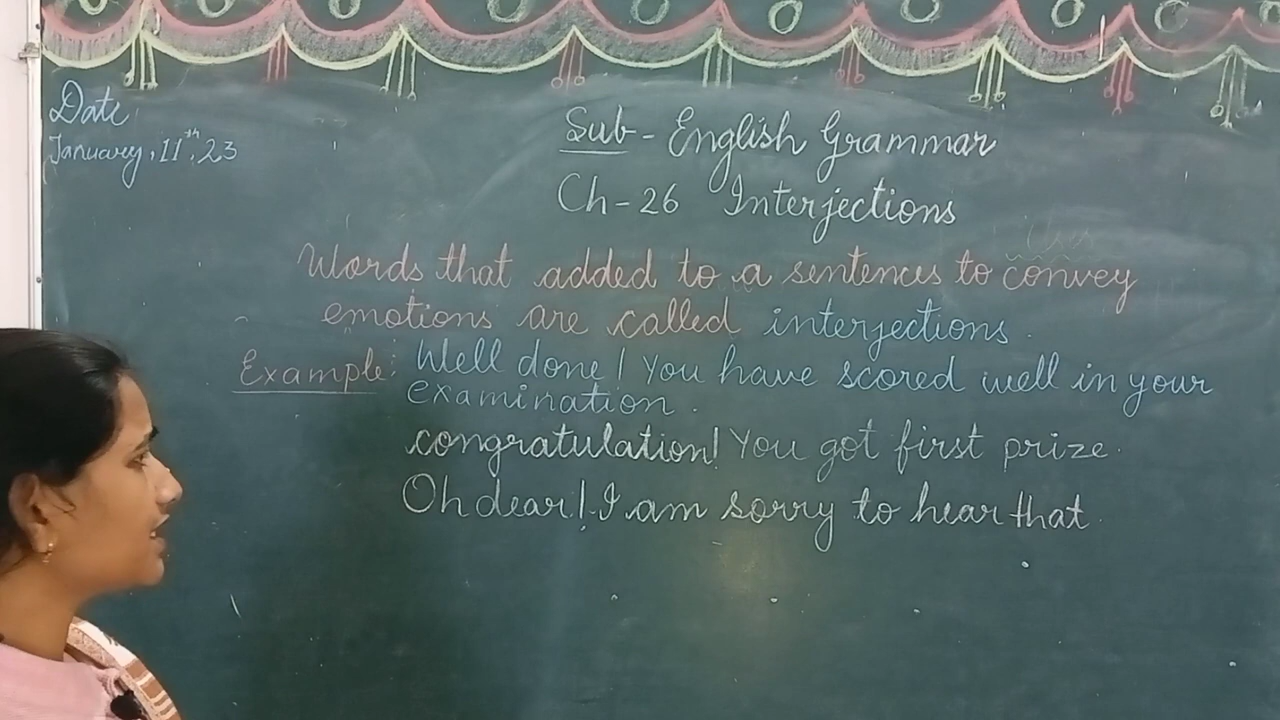 Date
January, 11th, 23
Sub - English Grammar
Ch - 26 Interjections
Words that added to a sentences to convey
emotions are called interjections.
Example: Well done! You have scored well in your
examination.
congratulation! You got first prize.
Oh dear! I am sorry to hear that.